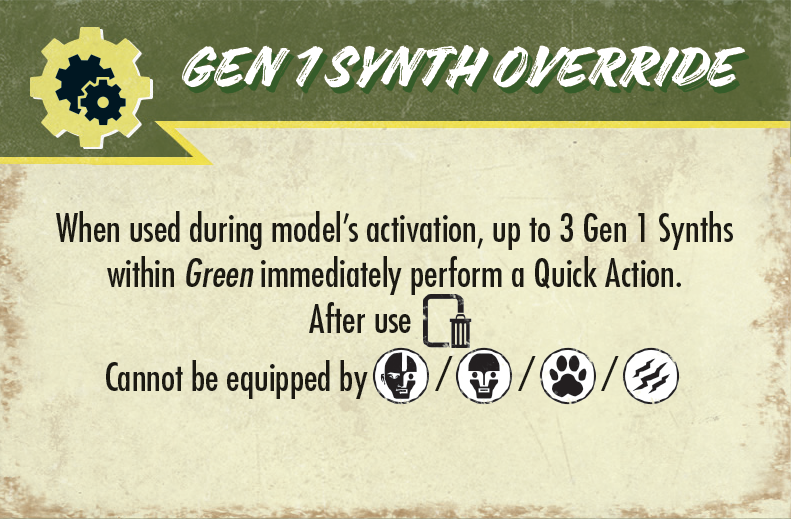 GEN 1 SYNTH OVERRIDE
When used during model's activation, up to 3 Gen 1 Synths
within Green immediately perform a Quick Action.
After use
Cannot be equipped by / / /